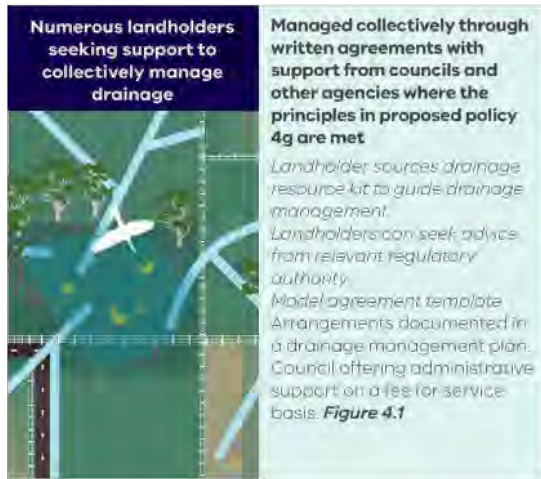 Numerous landholders
seeking support to
collectively manage
drainage
Managed collectively through
written agreements with
support from councils and
other agencies where the
principles in proposed policy
4g are met
Landholder sources drainage
resource kit to guide drainage
management.
Landholders can seek advice
from relevant regulatory
authority
Model agreement template
Arrangements documented in
a drainage management plan.
Council offering administrative
support on a fee for service
basis. Figure 4.1